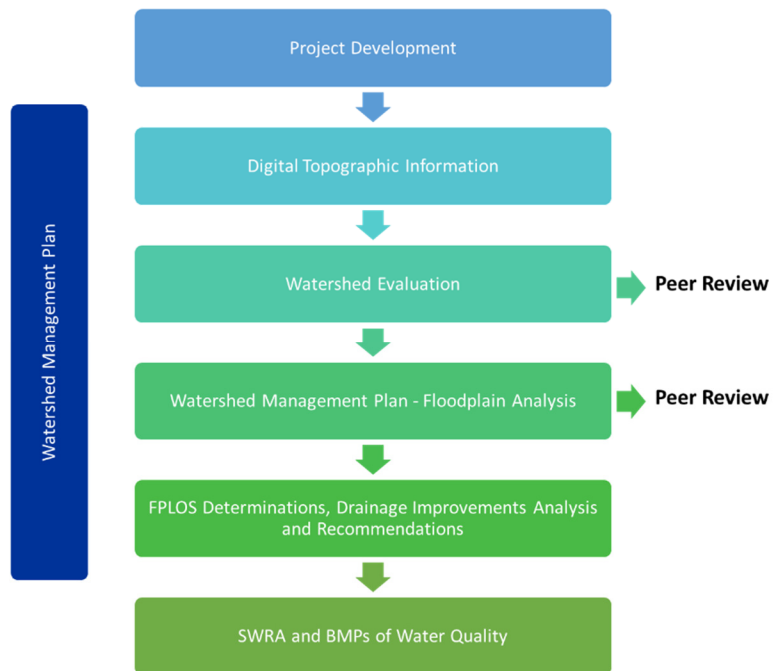 Project Development
Watershed Management Plan
Digital Topographic Information
Watershed Evaluation
Peer Review
Watershed Management Plan - Floodplain Analysis
Peer Review
FPLOS Determinations, Drainage Improvements Analysis
and Recommendations
SWRA and BMPs of Water Quality